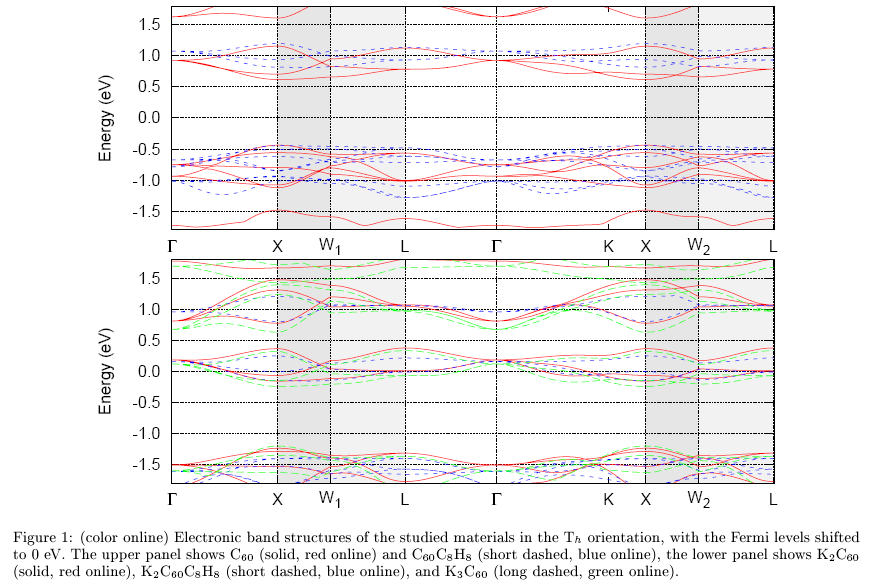 1.5
1.0
0.5
0.0
-0.5
-1.0
-1.5
Energy (eV)
Γ X W1 L Γ K X W2 L
1.5
1.0
0.5
0.0
-0.5
-1.0
-1.5
Energy (eV)
Γ X W1 L Γ K X W2 L
Figure 1: (color online) Electronic band structures of the studied materials in the Th orientation, with the Fermi levels shifted
to 0 eV. The upper panel shows C60 (solid, red online) and C60C8H8 (short dashed, blue online), the lower panel shows K2C60
(solid, red online), K2C60C8H8 (short dashed, blue online), and K3C60 (long dashed, green online).